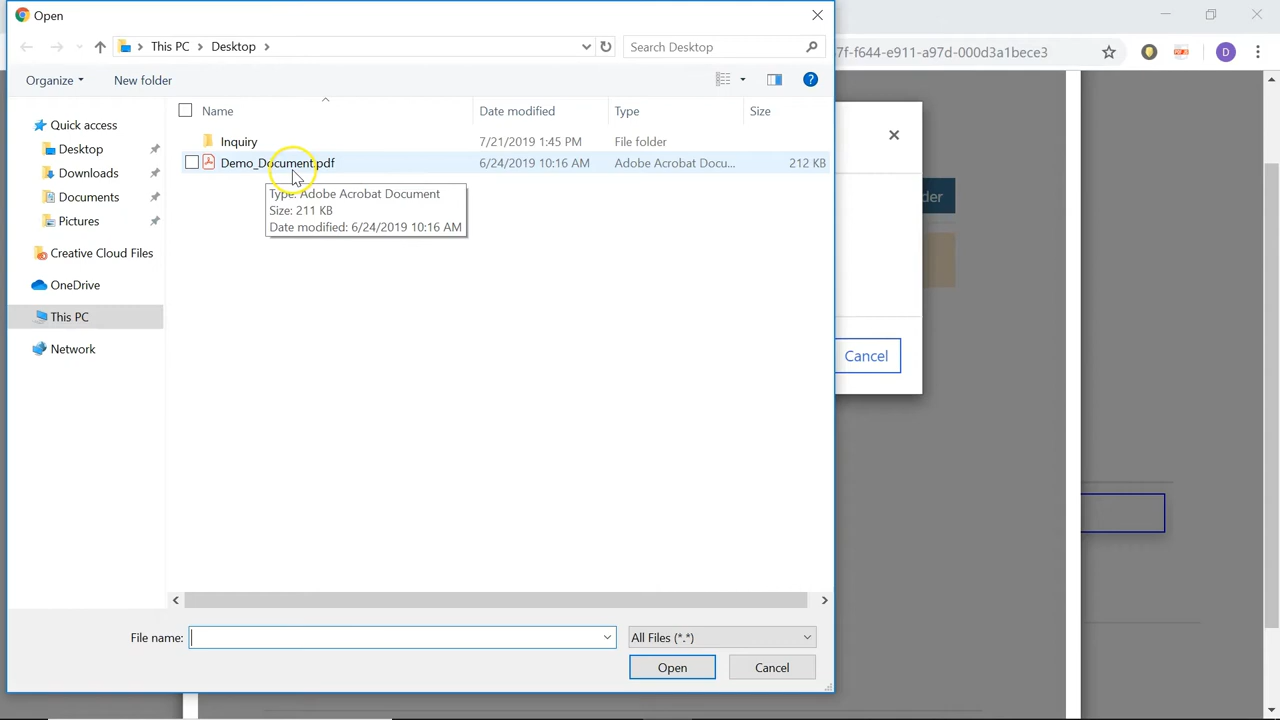 Open
This PC > Desktop >
Search Desktop
7f-f644-e911-a97d-000d3a1bece3
D
Organize
New folder
?
Name
Date modified
Type
Size
Quick access
Desktop
Downloads
Documents
Pictures
Creative Cloud Files
OneDrive
This PC
Network
Inquiry
7/21/2019 1:45 PM
File folder
Demo_Document.pdf
6/24/2019 10:16 AM
Adobe Acrobat Docu...
212 KB
Type: Adobe Acrobat Document
Size: 211 KB
Date modified: 6/24/2019 10:16 AM
der
Cancel
File name:
All Files (*.*)
Open
Cancel